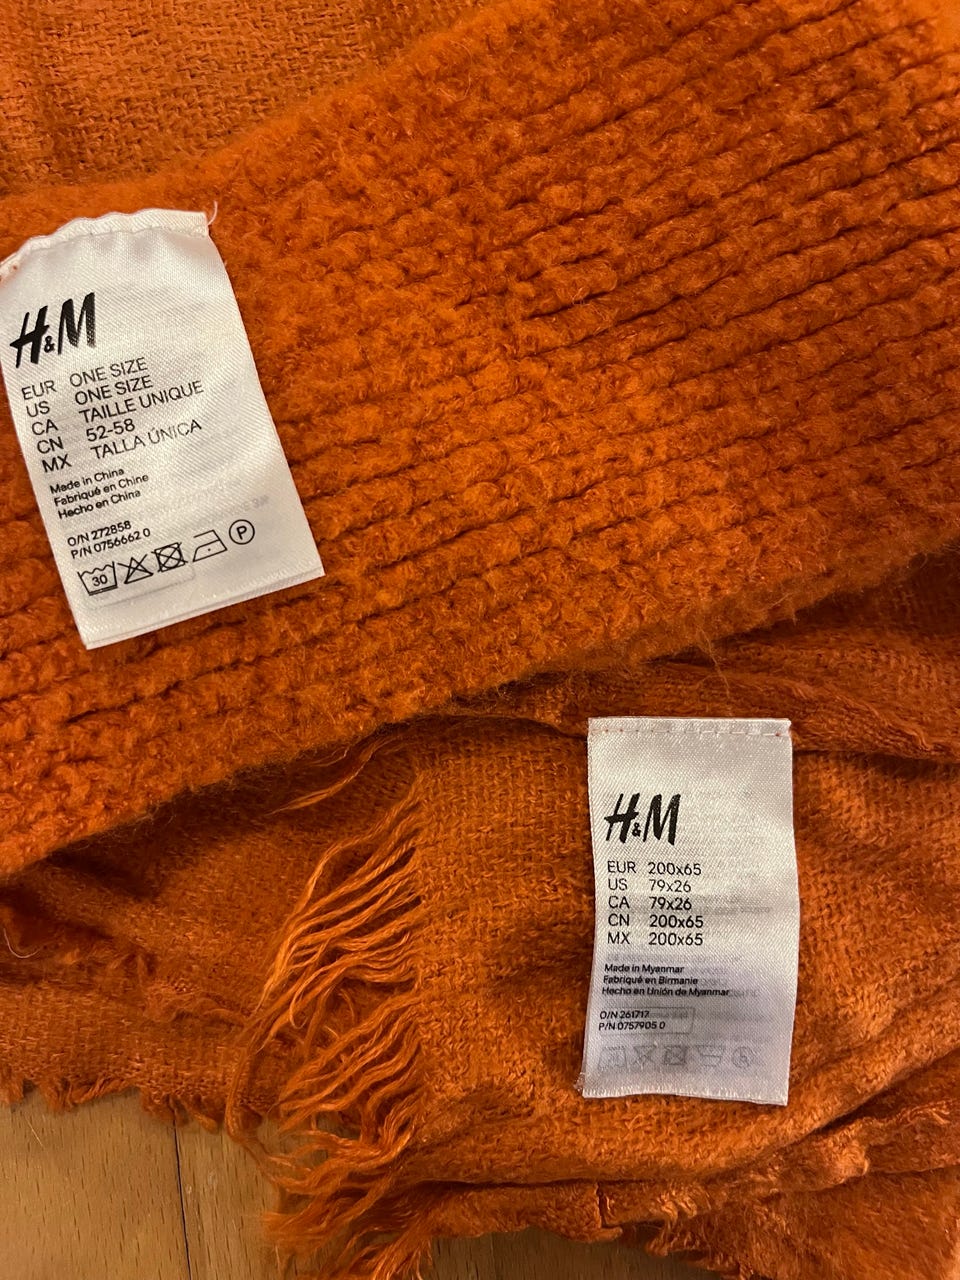 H&M
EUR ONE SIZE
US ONE SIZE
CA TAILLE UNIQUE
CN 52-58
MX TALLA ÚNICA
Made in China
Fabriqué en Chine
Hecho en China
O/N 272858
P/N 0756662 0
30
P
H&M
EUR 200x65
US 79x26
CA 79x26
CN 200x65
MX 200x65
Made in Myanmar
Fabriqué en Birmanie
Hecho en Unión de Myanmar
O/N 261717
P/N 0757905 0